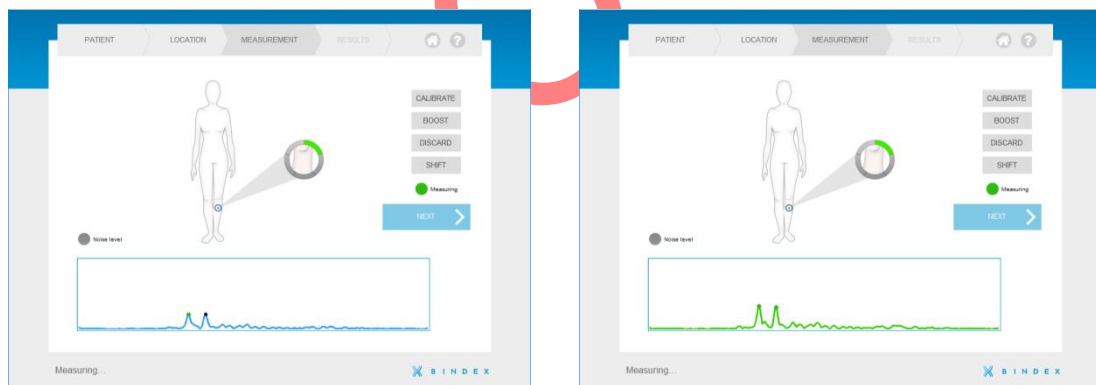 PATIENT LOCATION MEASUREMENT RESULTS ?
CALIBRATE
BOOST
DISCARD
SHIFT
Measuring
NEXT
Noise level
Measuring...
BINDEX
PATIENT LOCATION MEASUREMENT RESULTS ?
CALIBRATE
BOOST
DISCARD
SHIFT
Measuring
NEXT
Noise level
Measuring...
BINDEX